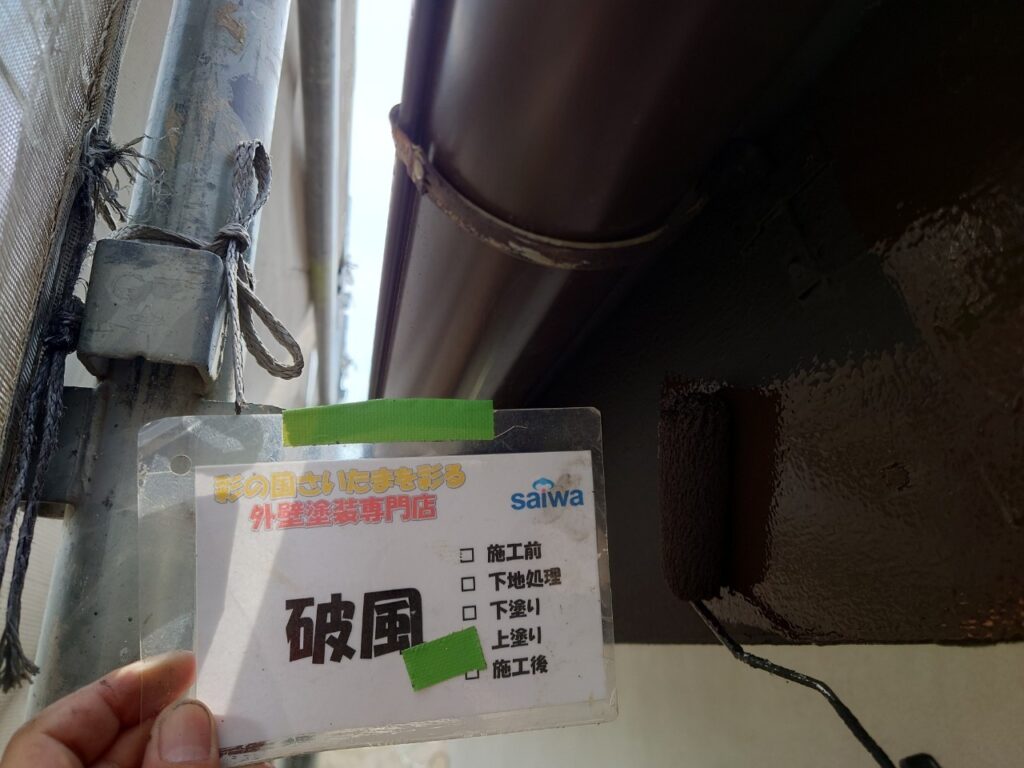 彩の国さいたまを彩る
外壁塗装専門店
saiwa
破風
□ 施工前
□ 下地処理
□ 下塗り
上塗り
□ 施工後